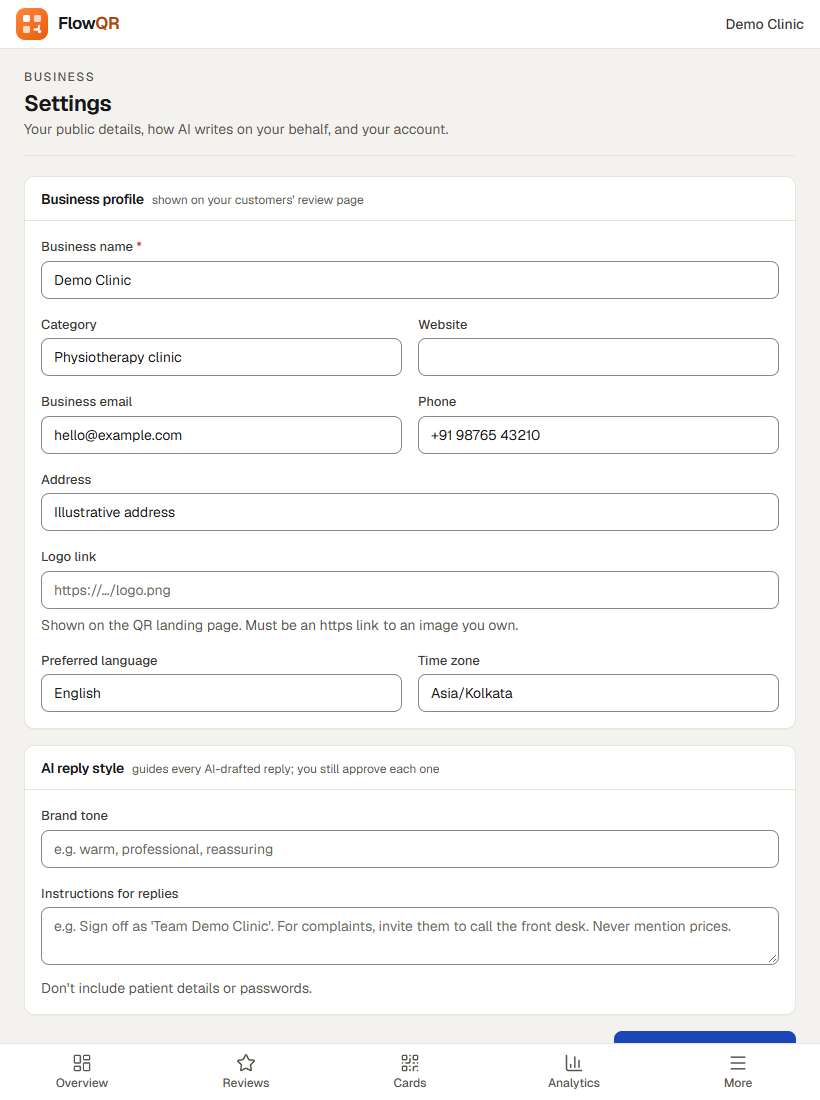 FlowQR
Demo Clinic
BUSINESS
Settings
Your public details, how AI writes on your behalf, and your account.
Business profile shown on your customers' review page
Business name *
Demo Clinic
Category
Website
Physiotherapy clinic
Business email
Phone
hello@example.com
+91 98765 43210
Address
Illustrative address
Logo link
https://.../logo.png
Shown on the QR landing page. Must be an https link to an image you own.
Preferred language
Time zone
English
Asia/Kolkata
AI reply style guides every AI-drafted reply; you still approve each one
Brand tone
e.g. warm, professional, reassuring
Instructions for replies
e.g. Sign off as 'Team Demo Clinic'. For complaints, invite them to call the front desk. Never mention prices.
Don't include patient details or passwords.
Overview
Reviews
Cards
Analytics
More